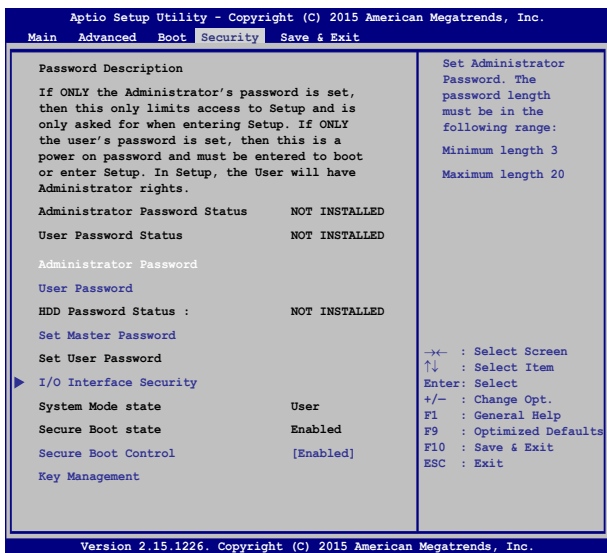 Aptio Setup Utility - Copyright (C) 2015 American Megatrends, Inc.
Main Advanced Boot Security Save & Exit
Password Description
If ONLY the Administrator's password is set,
then this only limits access to Setup and is
only asked for when entering Setup. If ONLY
the user's password is set, then this is a
power on password and must be entered to boot
or enter Setup. In Setup, the User will have
Administrator rights.
Administrator Password Status NOT INSTALLED
User Password Status NOT INSTALLED
Administrator Password
User Password
HDD Password Status : NOT INSTALLED
Set Master Password
Set User Password
I/O Interface Security
System Mode state User
Secure Boot state Enabled
Secure Boot Control [Enabled]
Key Management
Set Administrator
Password. The
password length
must be in the
following range:
Minimum length 3
Maximum length 20
→← : Select Screen
↑↓ : Select Item
Enter: Select
+/— : Change Opt.
F1 : General Help
F9 : Optimized Defaults
F10 : Save & Exit
ESC : Exit
Version 2.15.1226. Copyright (C) 2015 American Megatrends, Inc.